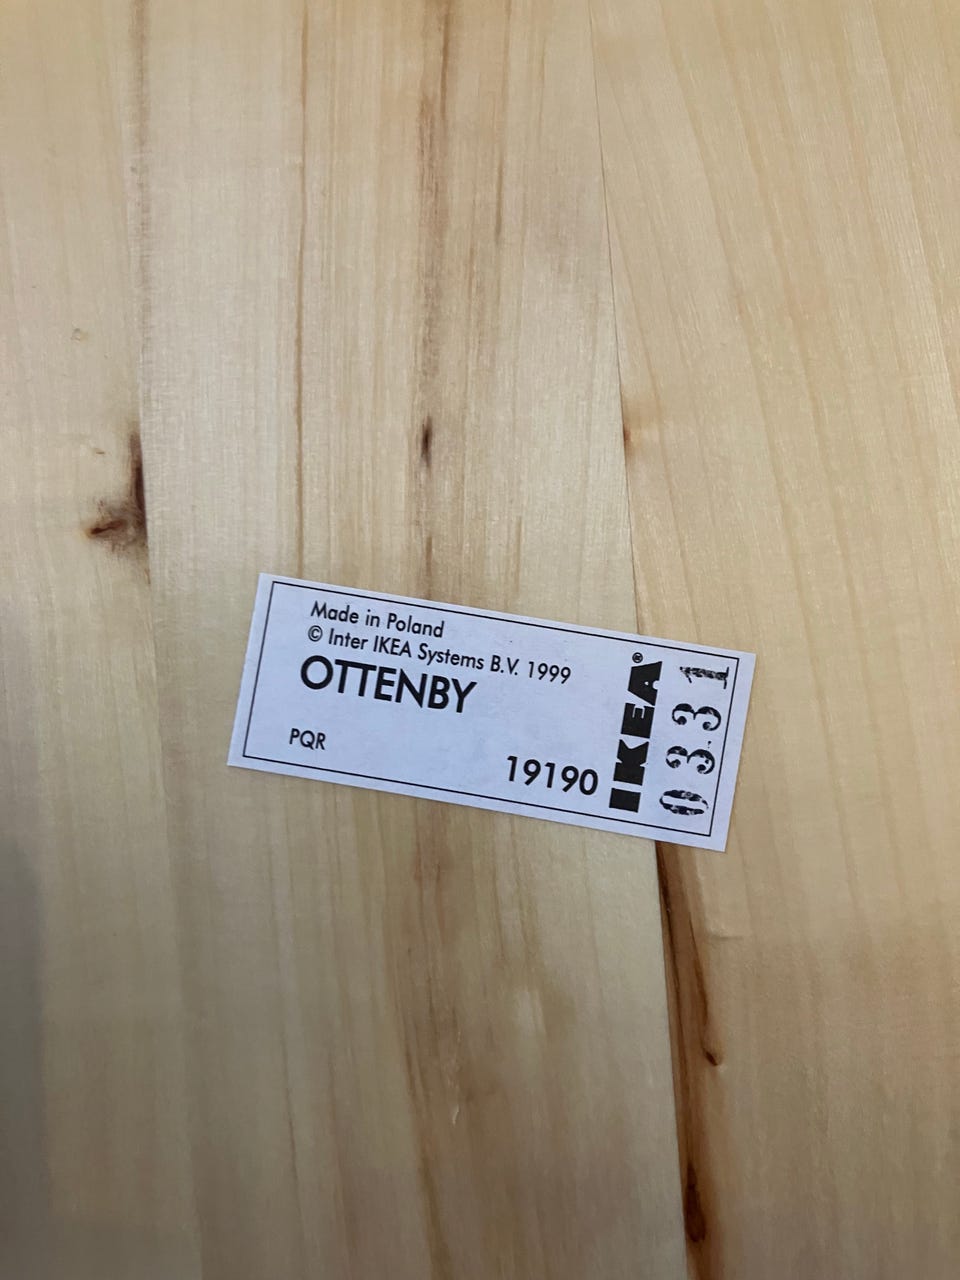 Made in Poland
© Inter IKEA Systems B.V. 1999
OTTENBY
PQR
19190
IKEA®
0331